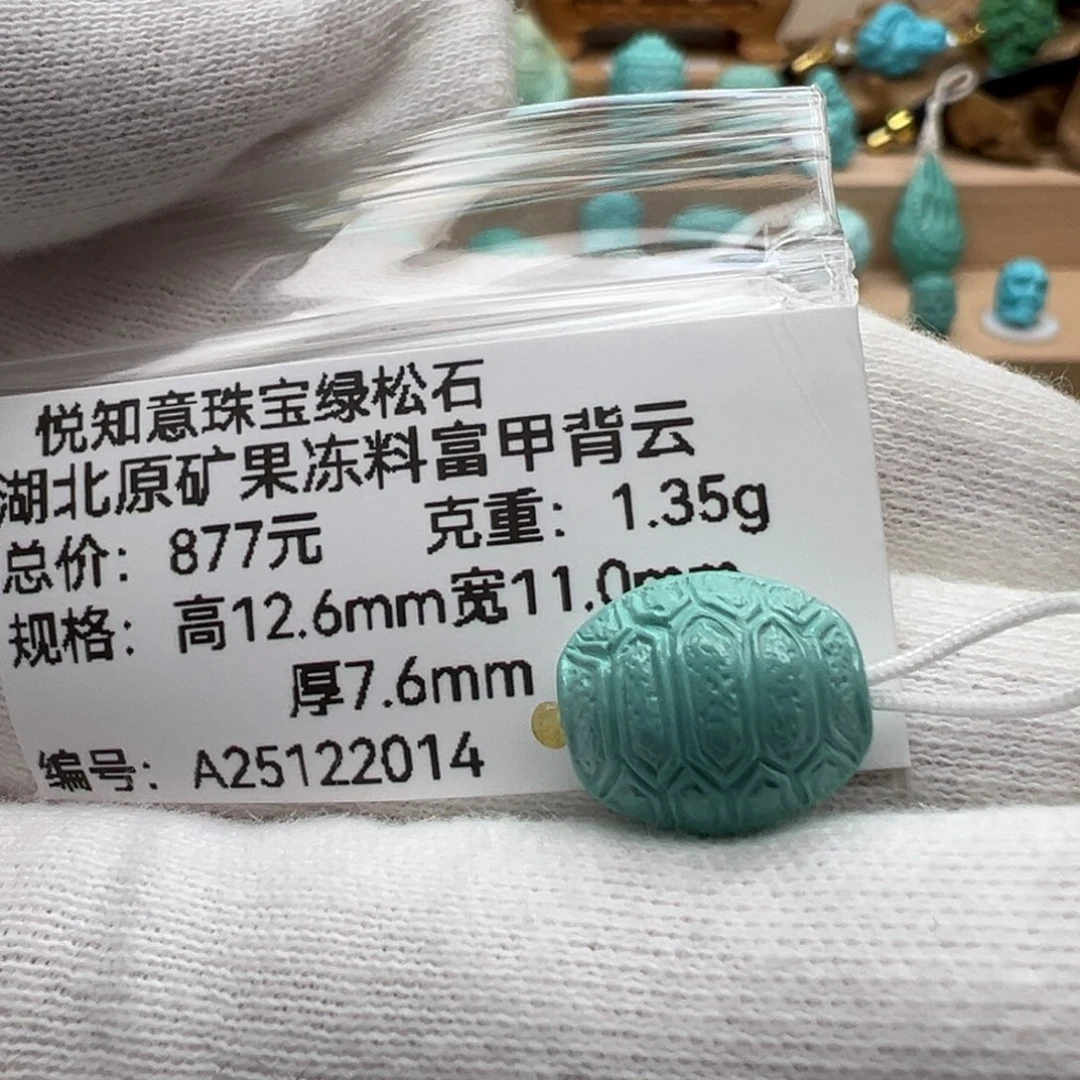 悦知意珠宝绿松石
湖北原矿果冻料富甲背云
总价：877元 克重：1.35g
规格：高12.6mm宽11.0mm
厚7.6mm
编号：A25122014